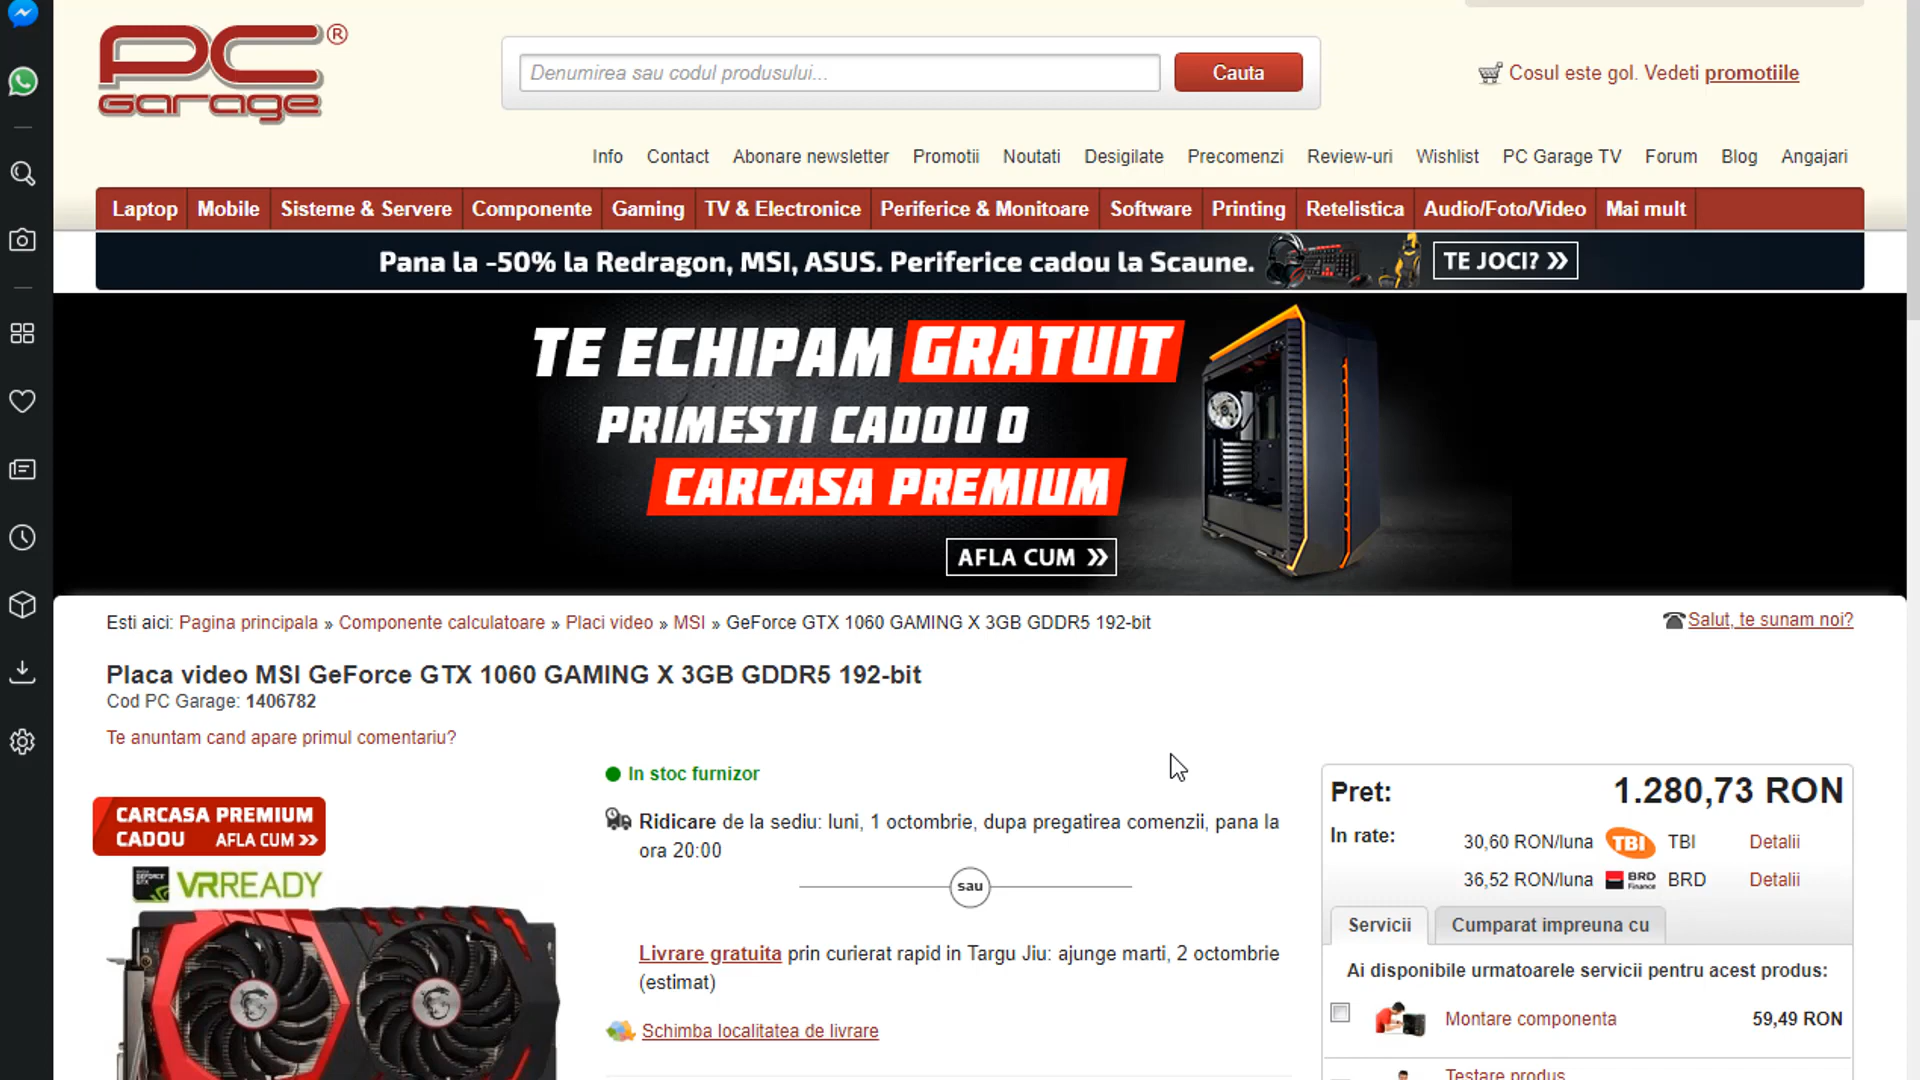 PC Garage ®
Denumirea sau codul produsului...
Cauta
Cosul este gol. Vedeti promotiile
Info Contact Abonare newsletter Promotii Noutati Desigilate Precomenzi Review-uri Wishlist PC Garage TV Forum Blog Angajari
Laptop Mobile Sisteme & Servere Componente Gaming TV & Electronice Periferice & Monitoare Software Printing Retelistica Audio/Foto/Video Mai mult
Pana la -50% la Redragon, MSI, ASUS. Periferice cadou la Scaune. TE JOCI? »
TE ECHIPAM GRATUIT
PRIMESTI CADOU O
CARCASA PREMIUM
AFLA CUM »
Esti aici: Pagina principala » Componente calculatoare » Placi video » MSI » GeForce GTX 1060 GAMING X 3GB GDDR5 192-bit
Salut, te sunam noi?
Placa video MSI GeForce GTX 1060 GAMING X 3GB GDDR5 192-bit
Cod PC Garage: 1406782
Te anuntam cand apare primul comentariu?
CARCASA PREMIUM
CADOU AFLA CUM »
GEFORCE GTX VRREADY
In stoc furnizor
Ridicare de la sediu: luni, 1 octombrie, dupa pregatirea comenzii, pana la
ora 20:00
sau
Livrare gratuita prin curierat rapid in Targu Jiu: ajunge marti, 2 octombrie
(estimat)
Schimba localitatea de livrare
Pret: 1.280,73 RON
In rate: 30,60 RON/luna TBI TBI Detalii
36,52 RON/luna BRD Finance BRD Detalii
Servicii Cumparat impreuna cu
Ai disponibile urmatoarele servicii pentru acest produs:
Montare componenta 59,49 RON
Testare produs